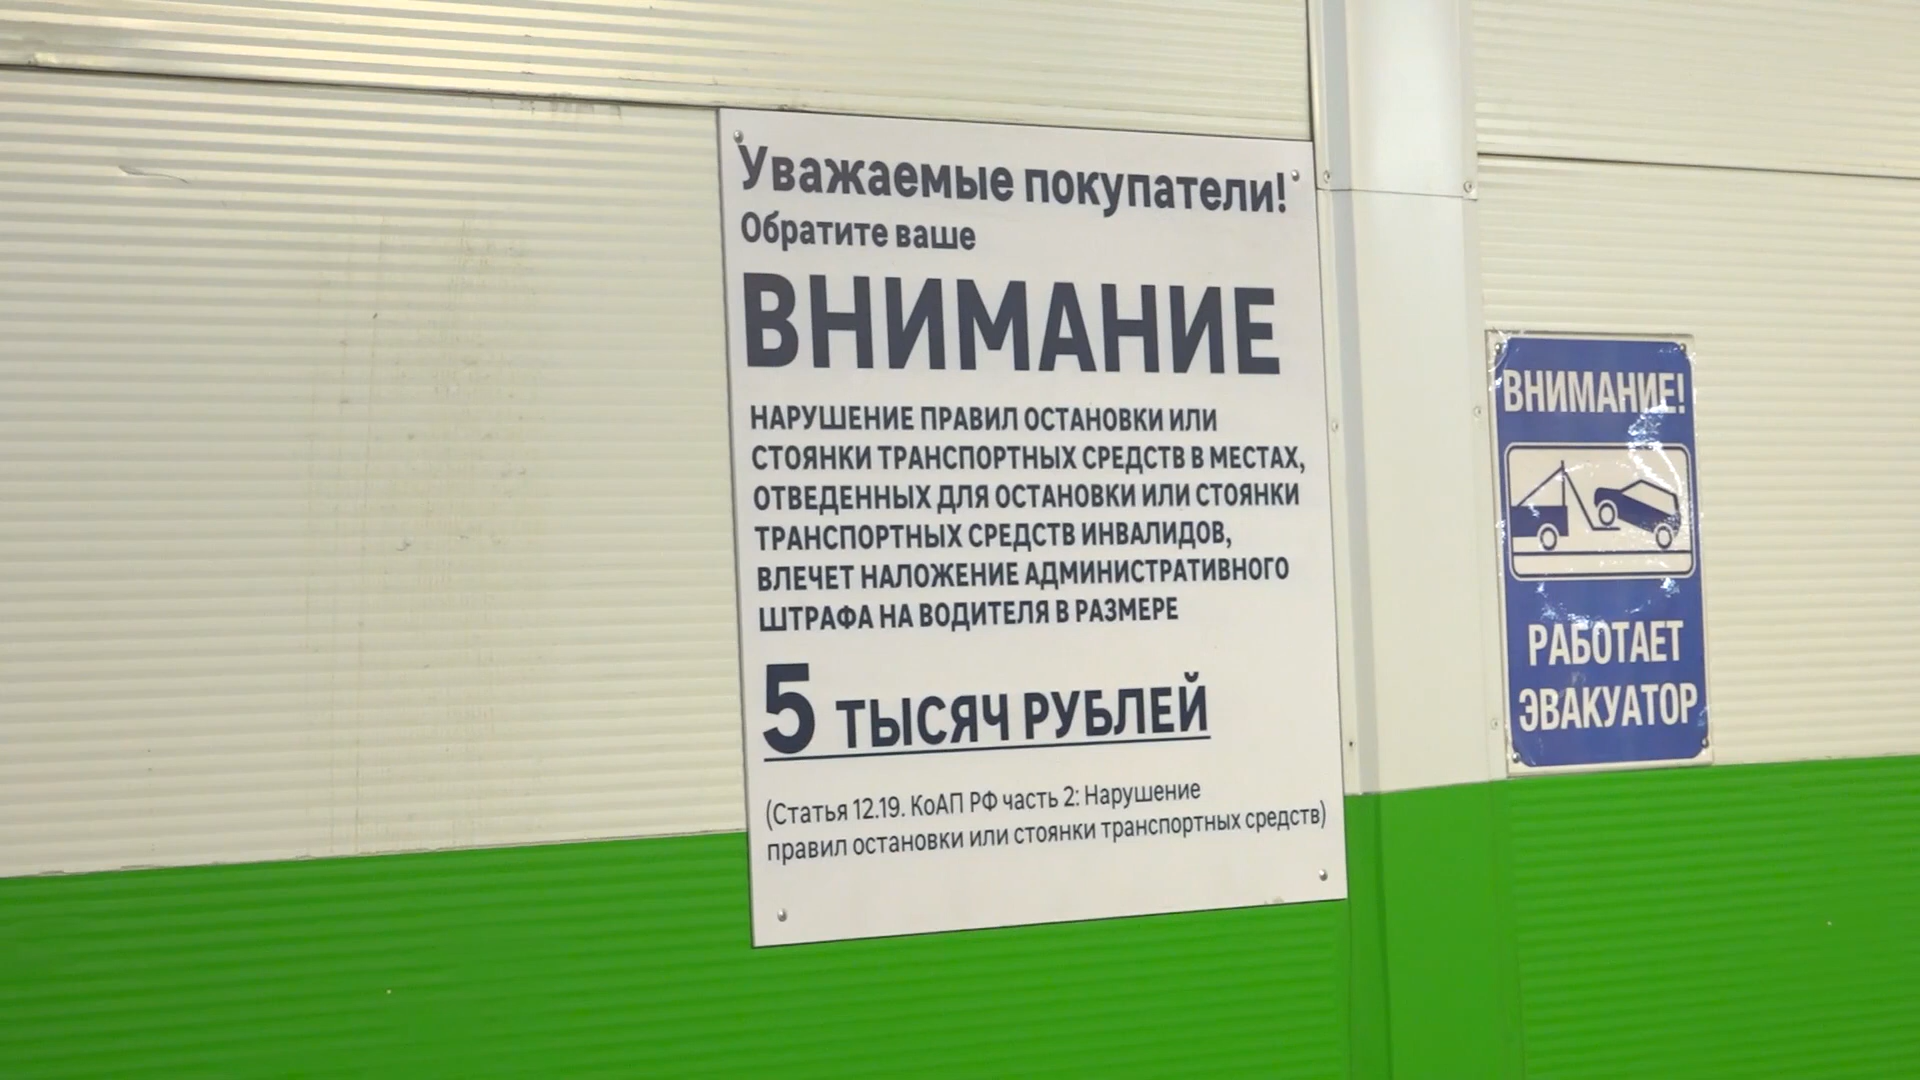 Уважаемые покупатели!
Обратите ваше
ВНИМАНИЕ
НАРУШЕНИЕ ПРАВИЛ ОСТАНОВКИ ИЛИ
СТОЯНКИ ТРАНСПОРТНЫХ СРЕДСТВ В МЕСТАХ,
ОТВЕДЕННЫХ ДЛЯ ОСТАНОВКИ ИЛИ СТОЯНКИ
ТРАНСПОРТНЫХ СРЕДСТВ ИНВАЛИДОВ,
ВЛЕЧЕТ НАЛОЖЕНИЕ АДМИНИСТРАТИВНОГО
ШТРАФА НА ВОДИТЕЛЯ В РАЗМЕРЕ
5 ТЫСЯЧ РУБЛЕЙ
(Статья 12.19. КоАП РФ часть 2: Нарушение
правил остановки или стоянки транспортных средств)
ВНИМАНИЕ!
РАБОТАЕТ
ЭВАКУАТОР